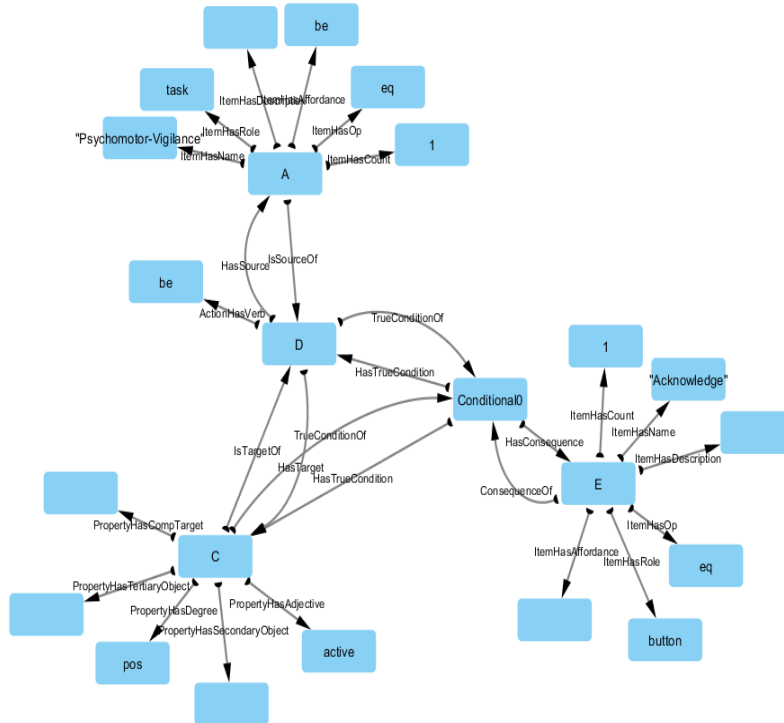 be
ItemHasDescription
ItemHasAffordance
task
eq
ItemHasRole
ItemHasOp
"Psychomotor-Vigilance"
ItemHasName
ItemHasCount
1
A
HasSource
IsSourceOf
be
ActionHasVerb
TrueConditionOf
D
HasTrueCondition
1
"Acknowledge"
Conditional0
ItemHasCount
ItemHasName
TrueConditionOf
IsTargetOf
HasConsequence
HasTarget
HasTrueCondition
ItemHasDescription
ConsequenceOf
E
PropertyHasCompTarget
ItemHasOp
C
ItemHasAffordance
ItemHasRole
eq
PropertyHasTertiaryObject
PropertyHasDegree
PropertyHasAdjective
PropertyHasSecondaryObject
button
pos
active